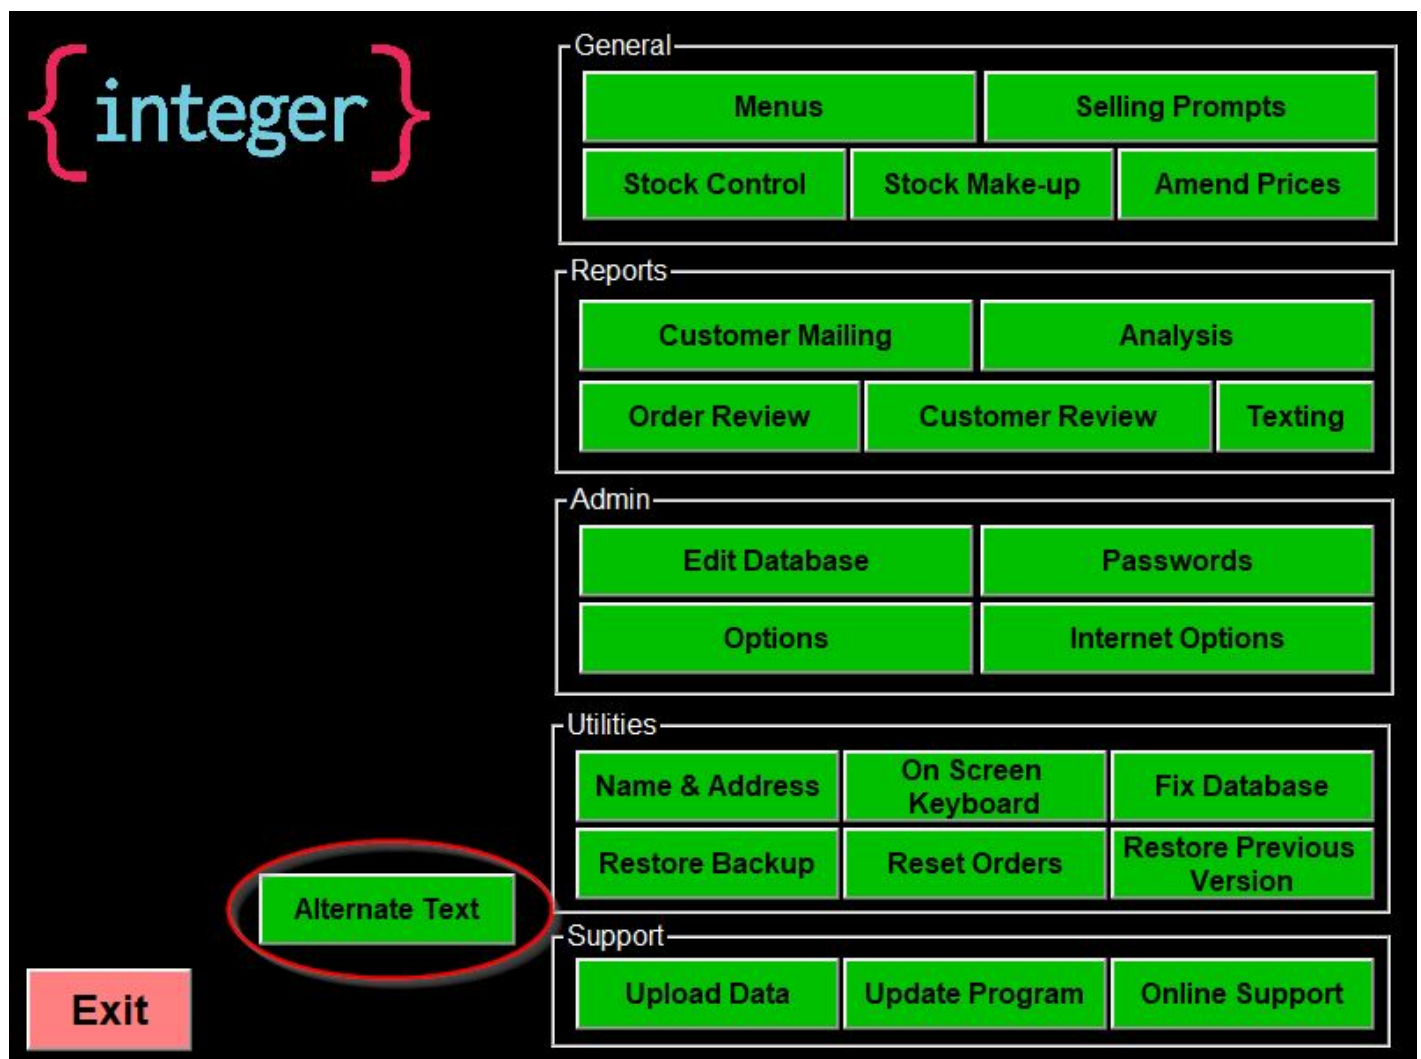 {integer}
General
Menus
Selling Prompts
Stock Control
Stock Make-up
Amend Prices
Reports
Customer Mailing
Analysis
Order Review
Customer Review
Texting
Admin
Edit Database
Passwords
Options
Internet Options
Utilities
Name & Address
On Screen
Keyboard
Fix Database
Restore Backup
Reset Orders
Restore Previous
Version
Alternate Text
Support
Upload Data
Update Program
Online Support
Exit